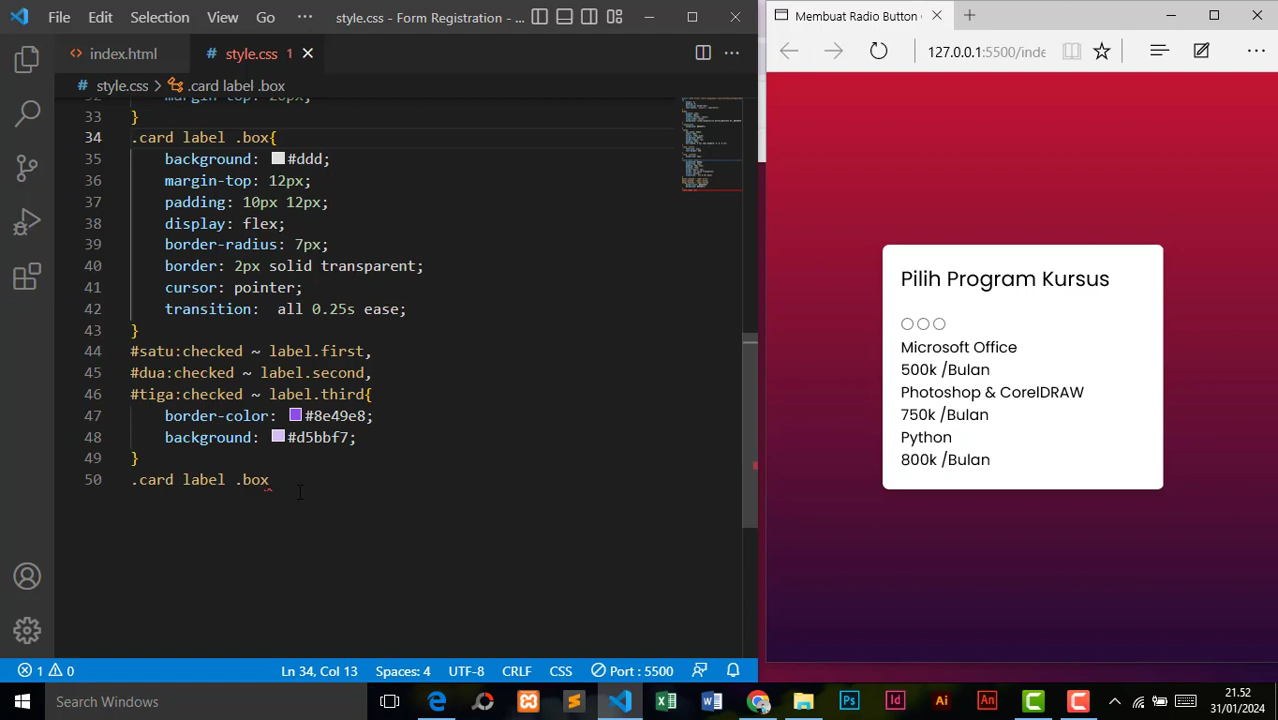 File Edit Selection View Go ··· style.css - Form Registration - ...
index.html
style.css 1
style.css > .card label .box
33 }
34 .card label .box{
35 background: #ddd;
36 margin-top: 12px;
37 padding: 10px 12px;
38 display: flex;
39 border-radius: 7px;
40 border: 2px solid transparent;
41 cursor: pointer;
42 transition:  all 0.25s ease;
43 }
44 #satu:checked ~ label.first,
45 #dua:checked ~ label.second,
46 #tiga:checked ~ label.third{
47 border-color: #8e49e8;
48 background: #d5bbf7;
49 }
50 .card label .box
1 0 Ln 34, Col 13 Spaces: 4 UTF-8 CRLF CSS Port : 5500
Membuat Radio Button
127.0.0.1:5500/inde
Pilih Program Kursus
Microsoft Office
500k /Bulan
Photoshop & CorelDRAW
750k /Bulan
Python
800k /Bulan
Search Windows
Ps Id Ai An
21.52
31/01/2024